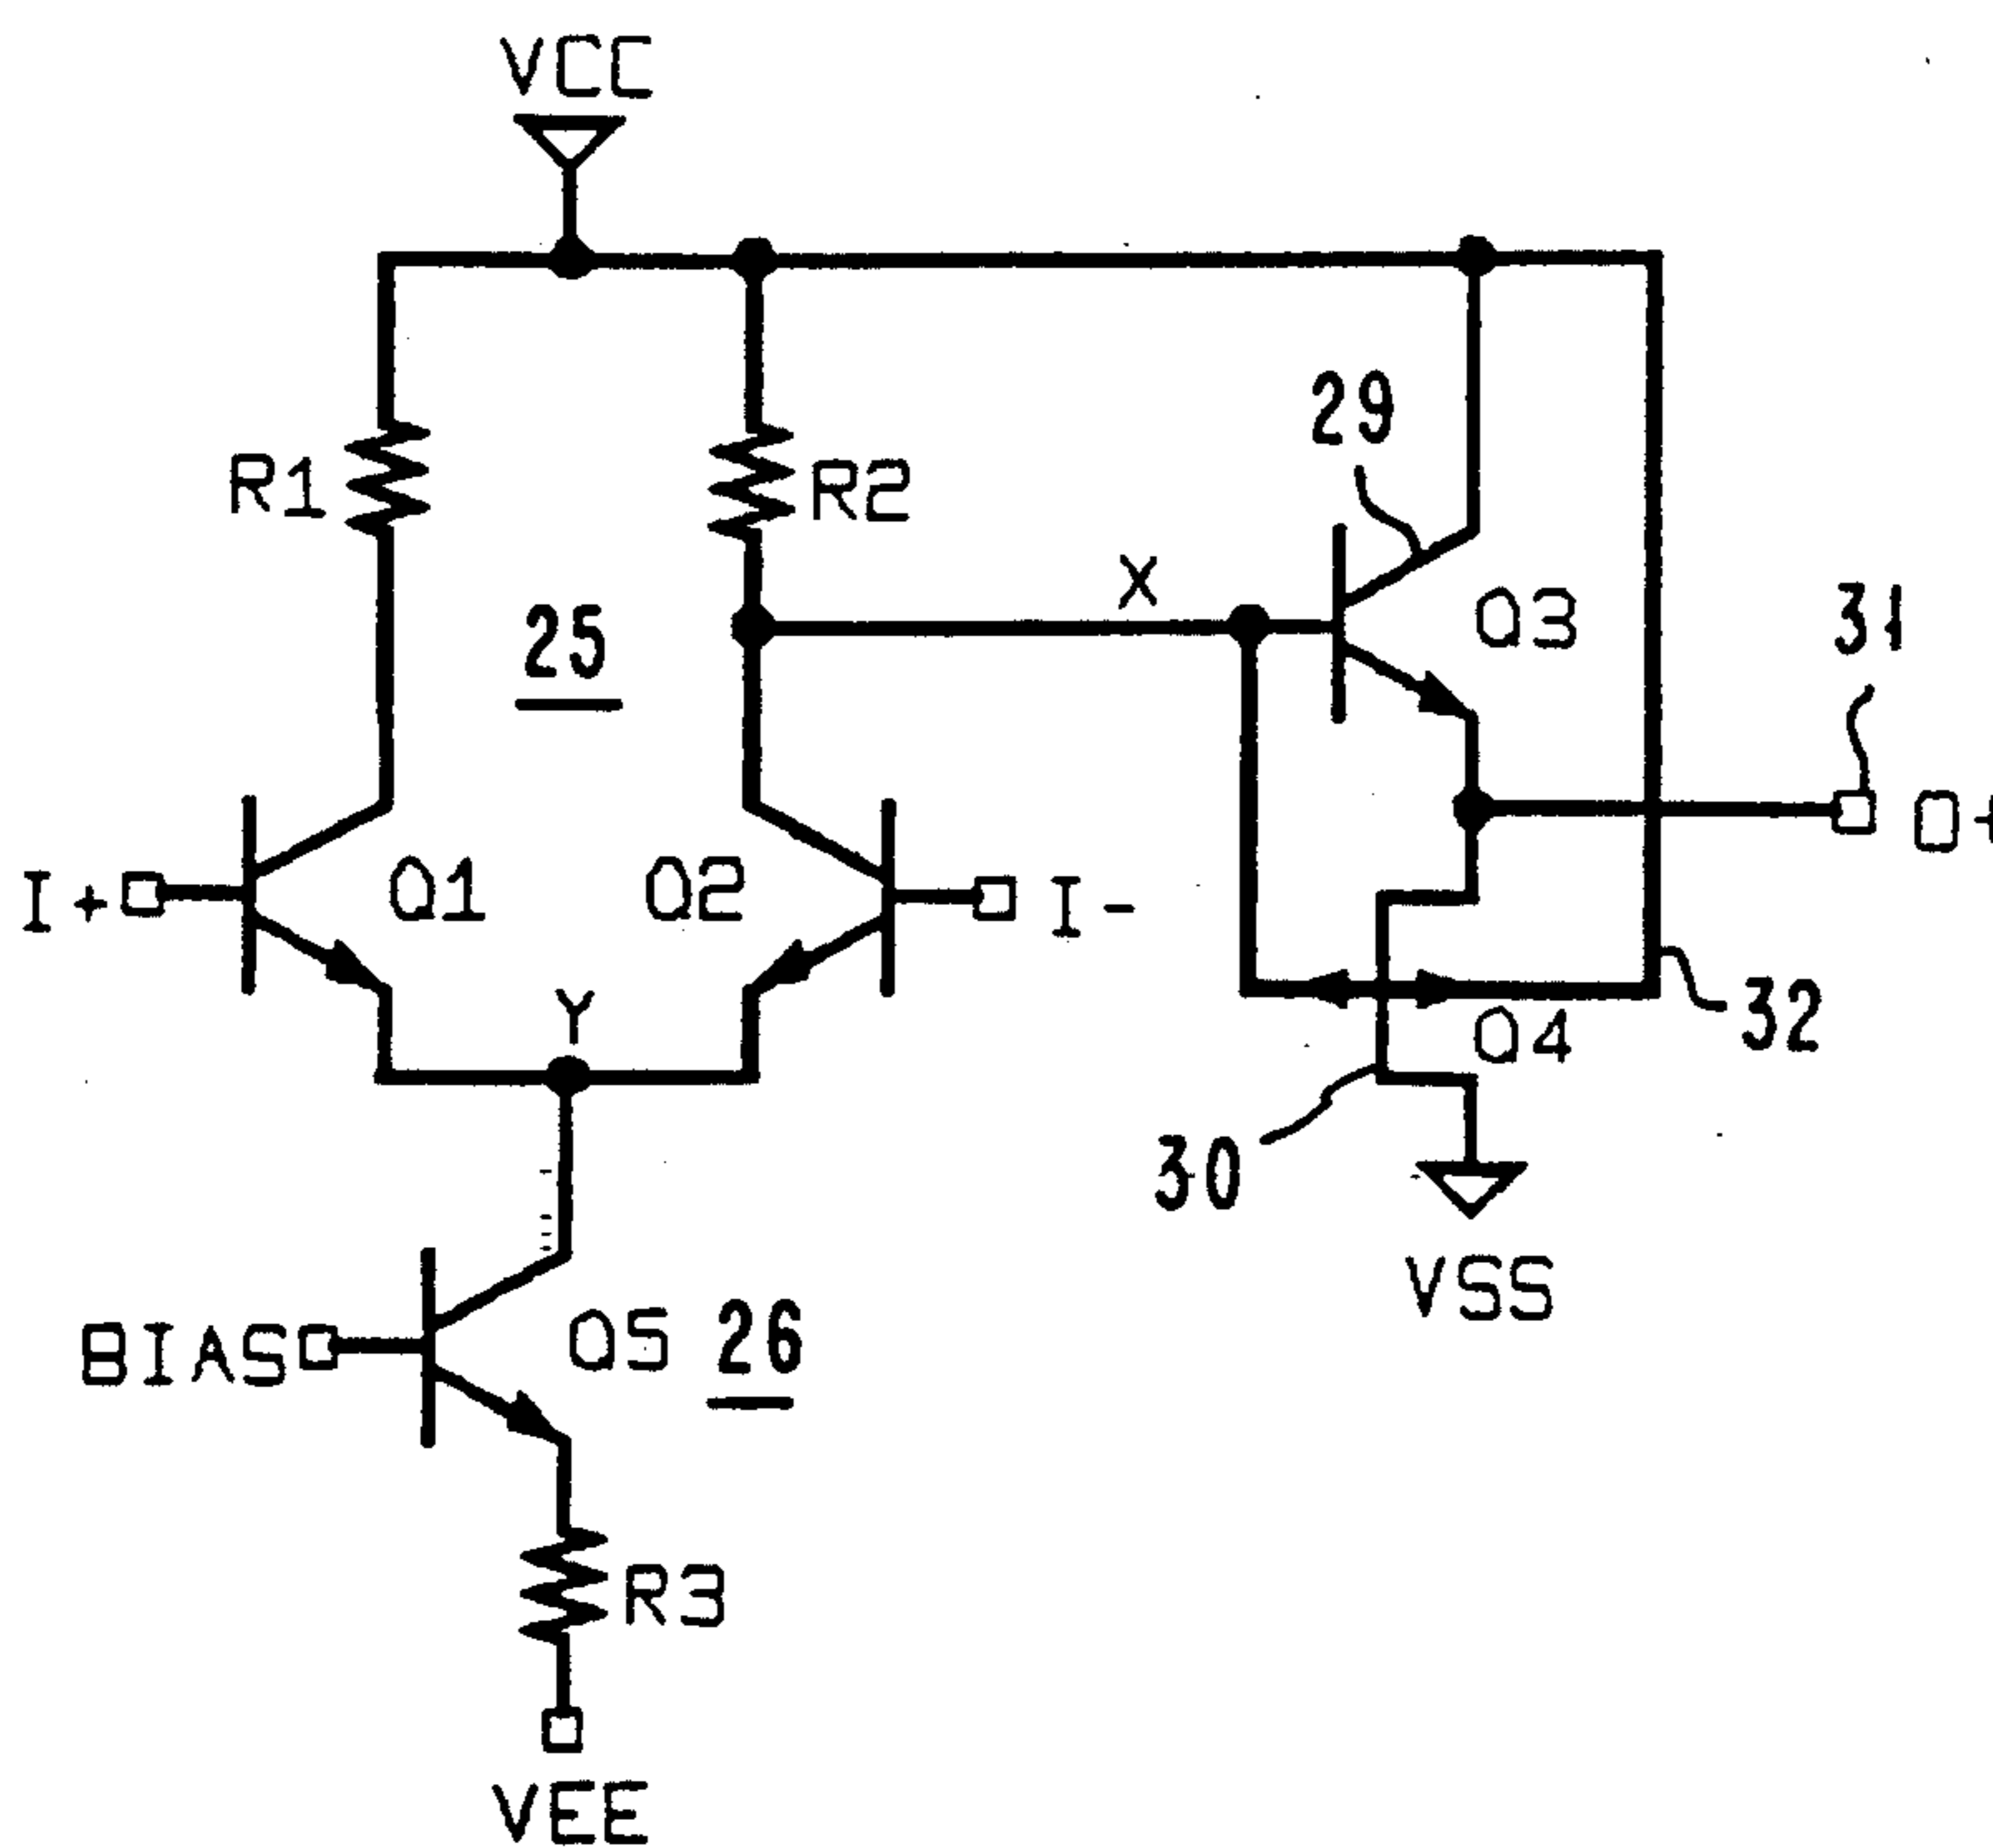 VCC
29
R1
R2
X
Q3
31
25
O+
I+
Q1
Q2
I-
Y
Q4
32
30
VSS
BIAS
Q5
26
R3
VEE